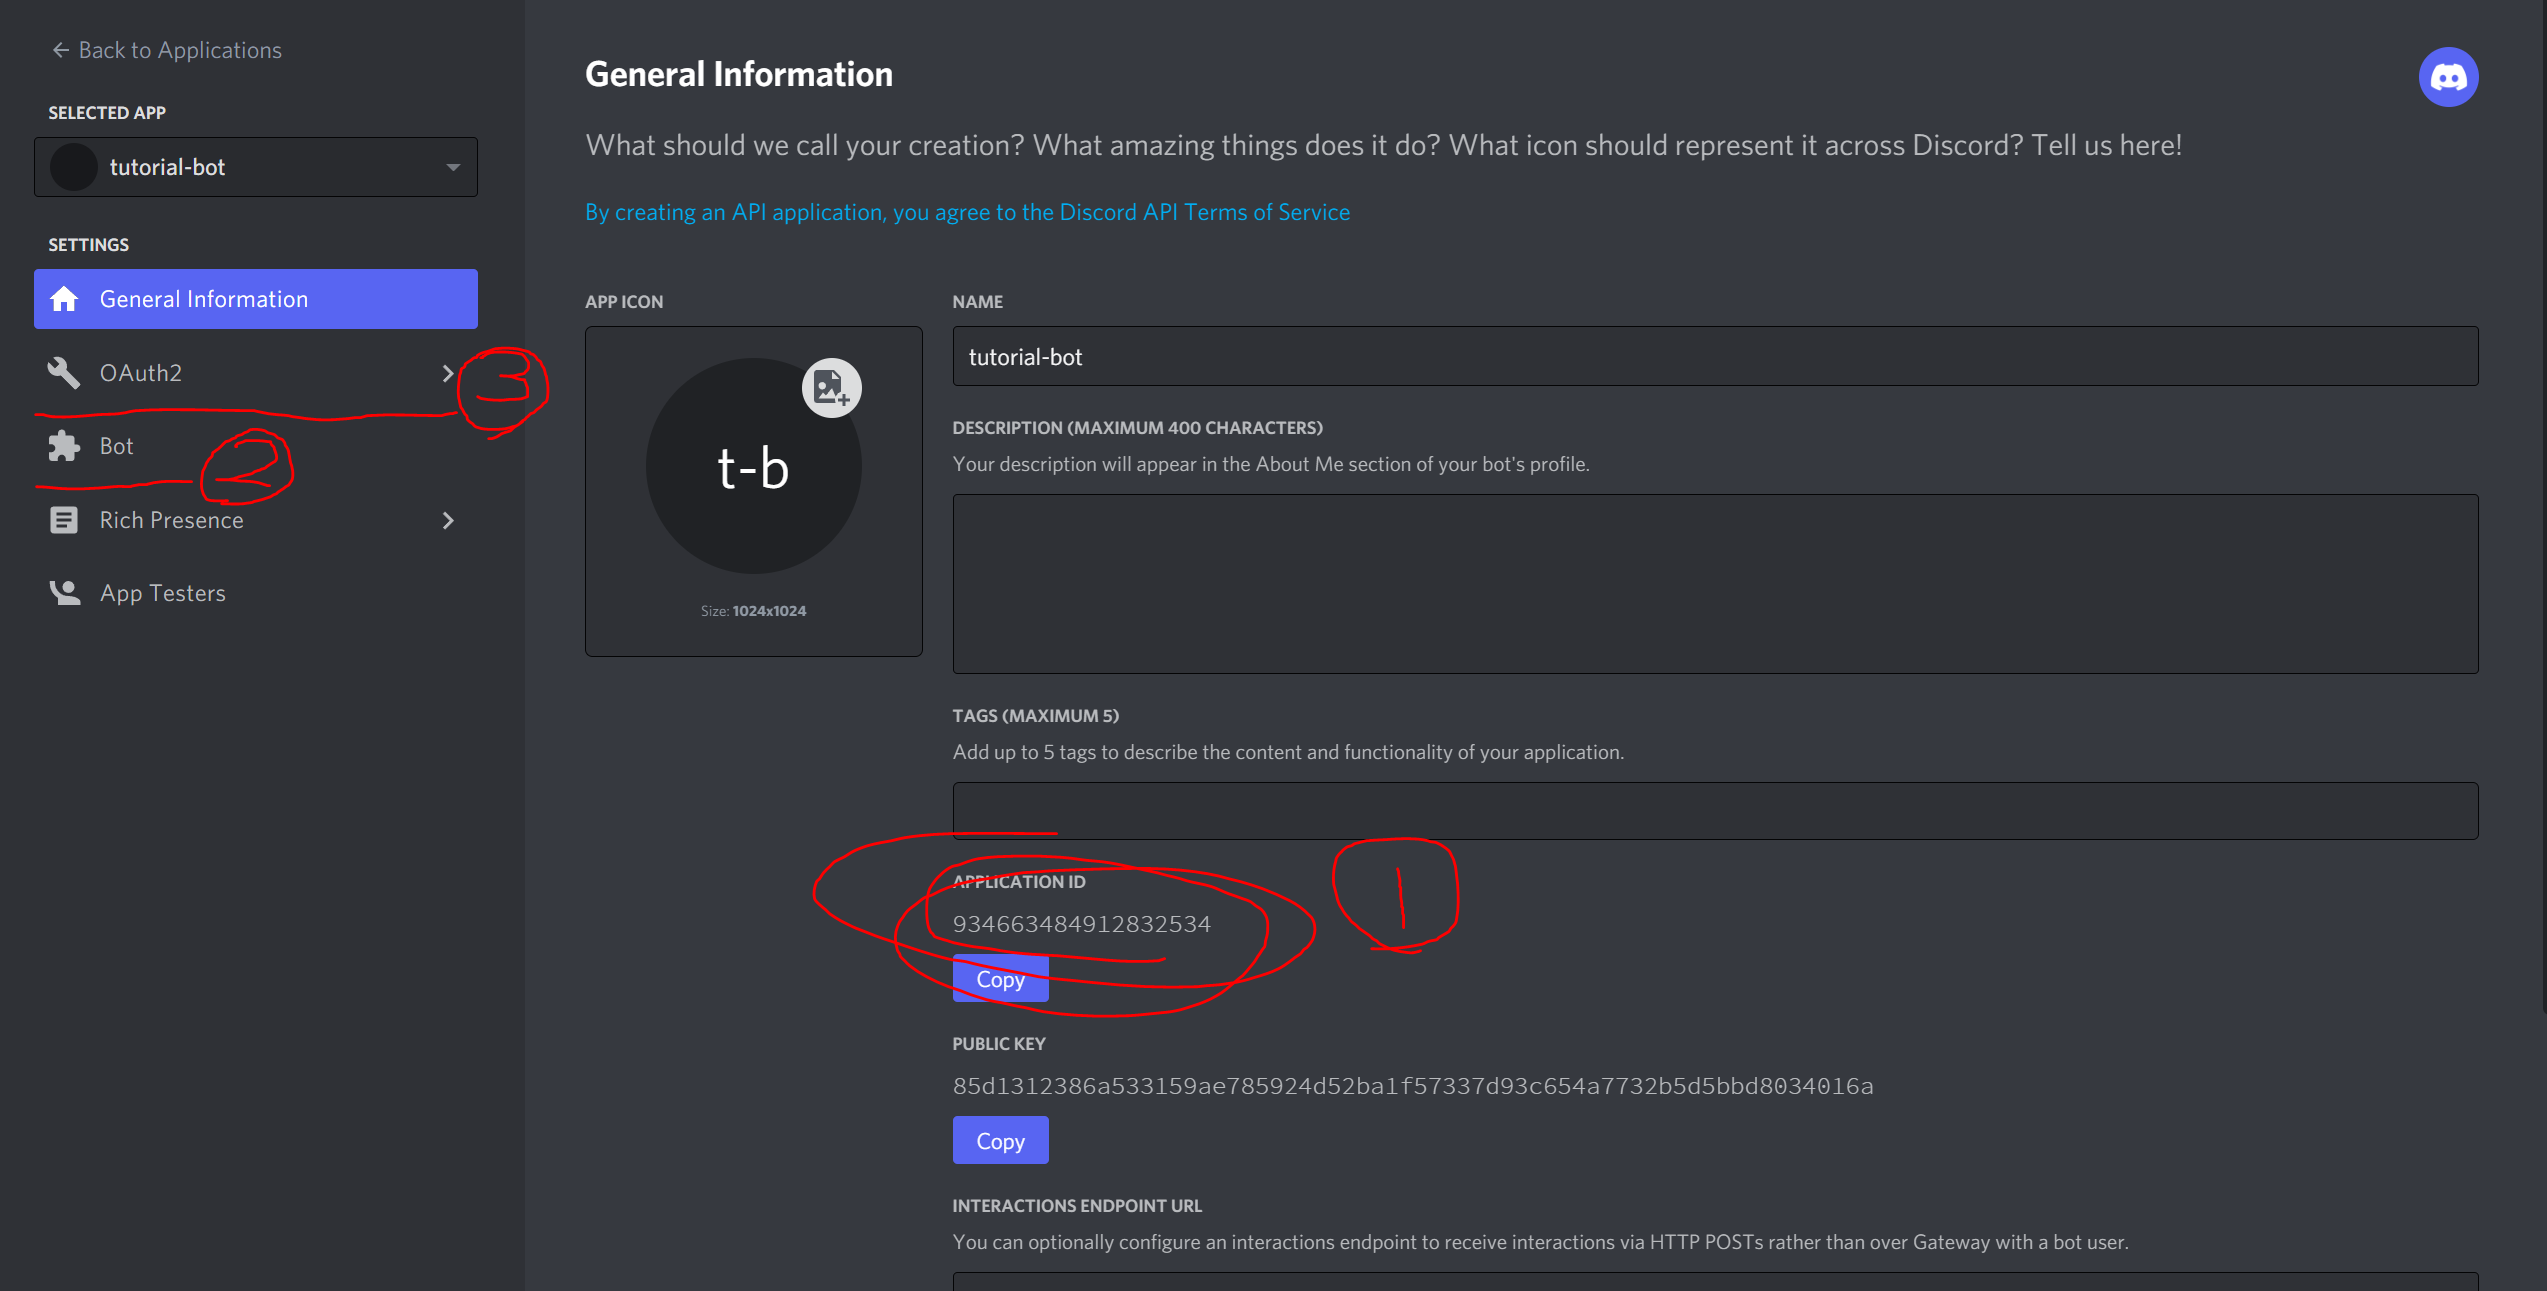 ← Back to Applications
SELECTED APP
tutorial-bot
SETTINGS
General Information
OAuth2
3
Bot
2
Rich Presence
App Testers
General Information
What should we call your creation? What amazing things does it do? What icon should represent it across Discord? Tell us here!
By creating an API application, you agree to the Discord API Terms of Service
APP ICON
t-b
Size: 1024x1024
NAME
tutorial-bot
DESCRIPTION (MAXIMUM 400 CHARACTERS)
Your description will appear in the About Me section of your bot's profile.
TAGS (MAXIMUM 5)
Add up to 5 tags to describe the content and functionality of your application.
APPLICATION ID
1
934663484912832534
Copy
PUBLIC KEY
85d1312386a533159ae785924d52ba1f57337d93c654a7732b5d5bbd8034016a
Copy
INTERACTIONS ENDPOINT URL
You can optionally configure an interactions endpoint to receive interactions via HTTP POSTs rather than over Gateway with a bot user.